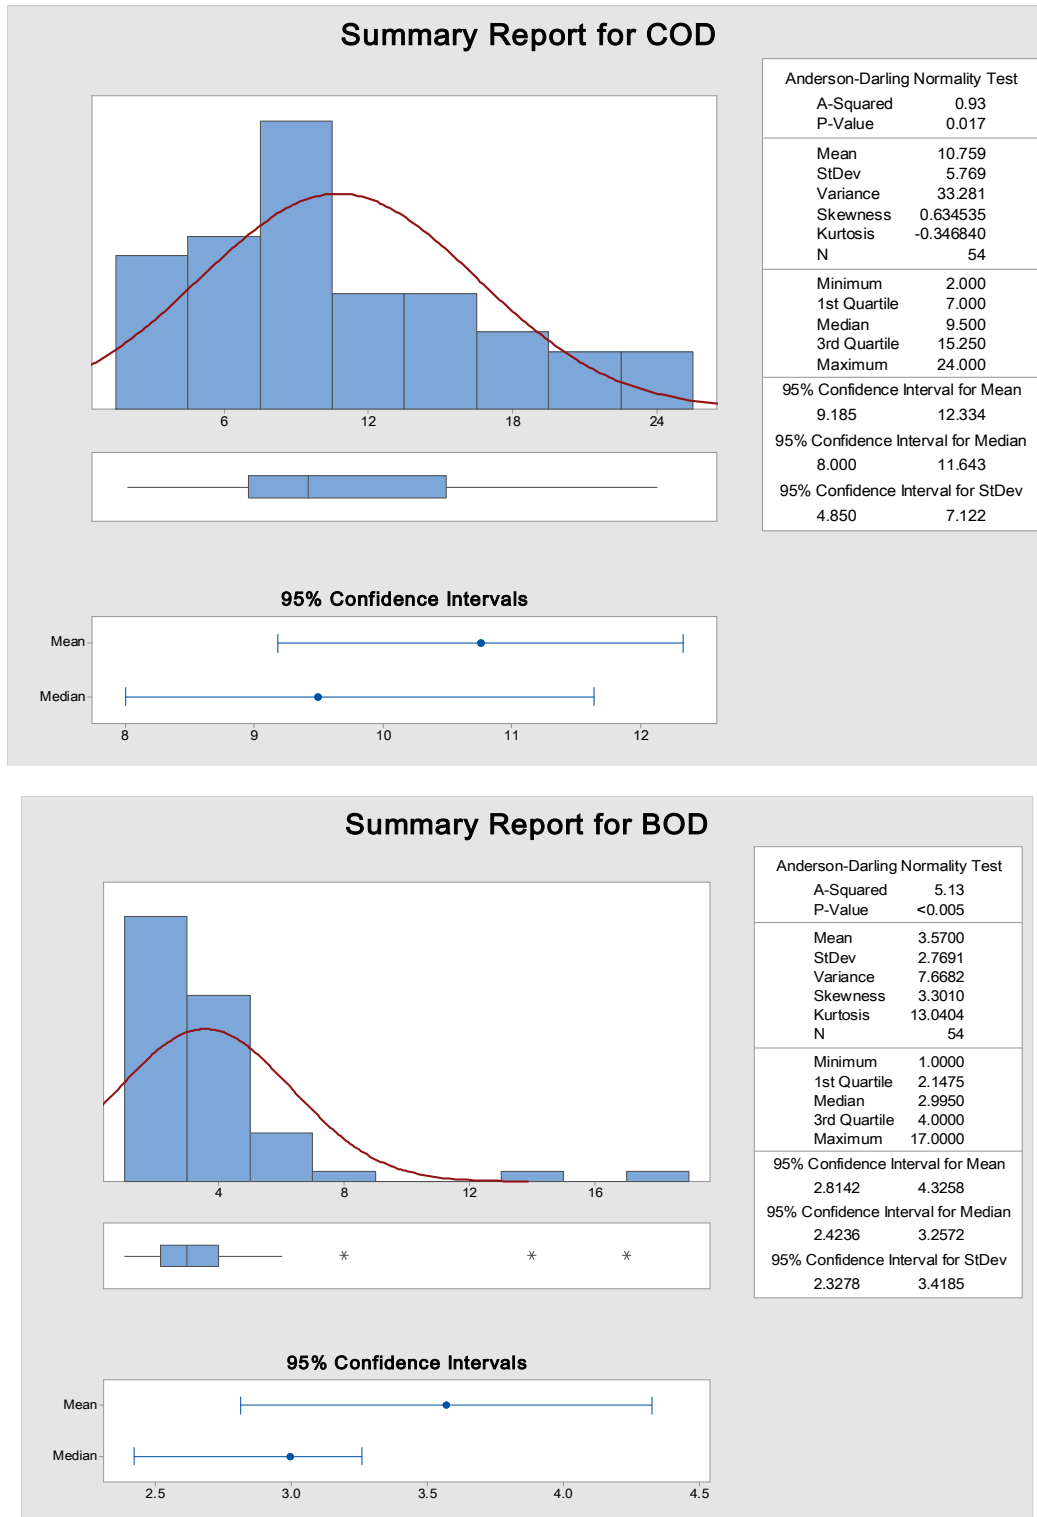 Summary Report for COD
Anderson-Darling Normality Test
A-Squared 0.93
P-Value 0.017
Mean 10.759
StDev 5.769
Variance 33.281
Skewness 0.634535
Kurtosis -0.346840
N 54
Minimum 2.000
1st Quartile 7.000
Median 9.500
3rd Quartile 15.250
Maximum 24.000
95% Confidence Interval for Mean
9.185 12.334
95% Confidence Interval for Median
8.000 11.643
95% Confidence Interval for StDev
4.850 7.122
6 12 18 24
95% Confidence Intervals
Mean
Median
8 9 10 11 12
Summary Report for BOD
Anderson-Darling Normality Test
A-Squared 5.13
P-Value <0.005
Mean 3.5700
StDev 2.7691
Variance 7.6682
Skewness 3.3010
Kurtosis 13.0404
N 54
Minimum 1.0000
1st Quartile 2.1475
Median 2.9950
3rd Quartile 4.0000
Maximum 17.0000
95% Confidence Interval for Mean
2.8142 4.3258
95% Confidence Interval for Median
2.4236 3.2572
95% Confidence Interval for StDev
2.3278 3.4185
4 8 12 16
95% Confidence Intervals
Mean
Median
2.5 3.0 3.5 4.0 4.5